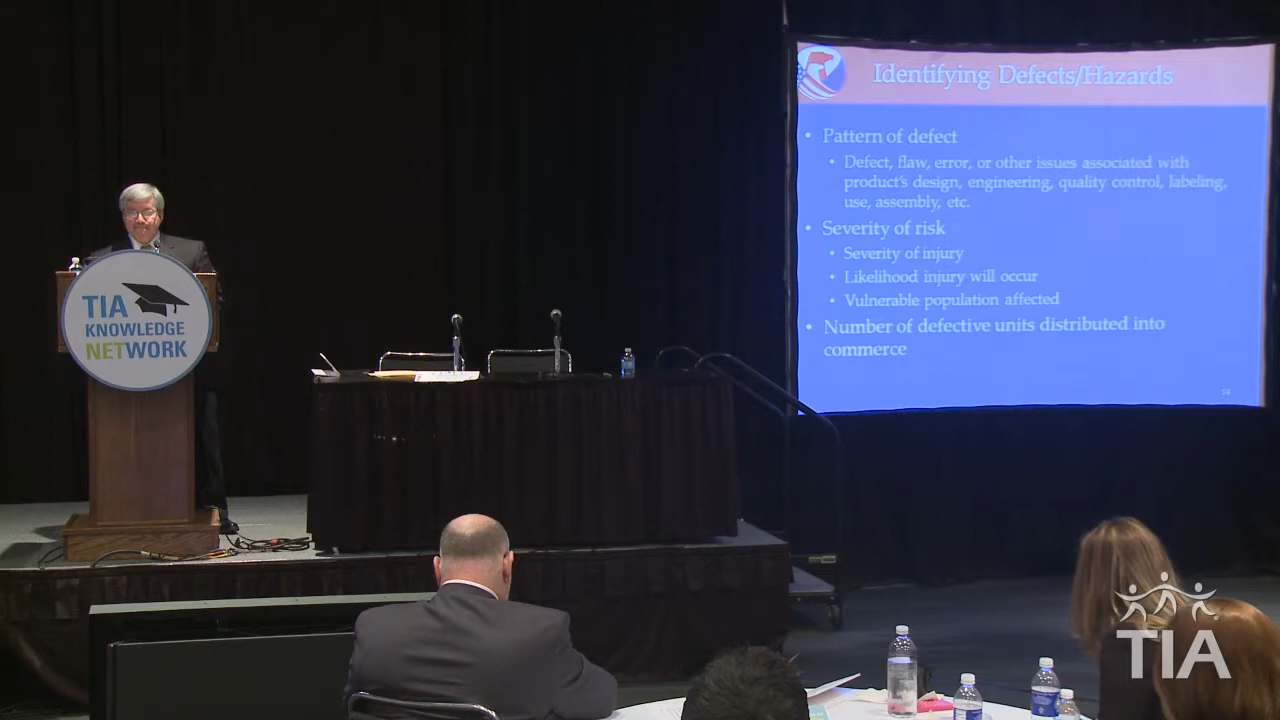 Identifying Defects/Hazards
• Pattern of defect
• Defect, flaw, error, or other issues associated with
product's design, engineering, quality control, labeling,
use, assembly, etc.
• Severity of risk
• Severity of injury
• Likelihood injury will occur
• Vulnerable population affected
• Number of defective units distributed into
commerce
TIA
KNOWLEDGE
NETWORK
TIA